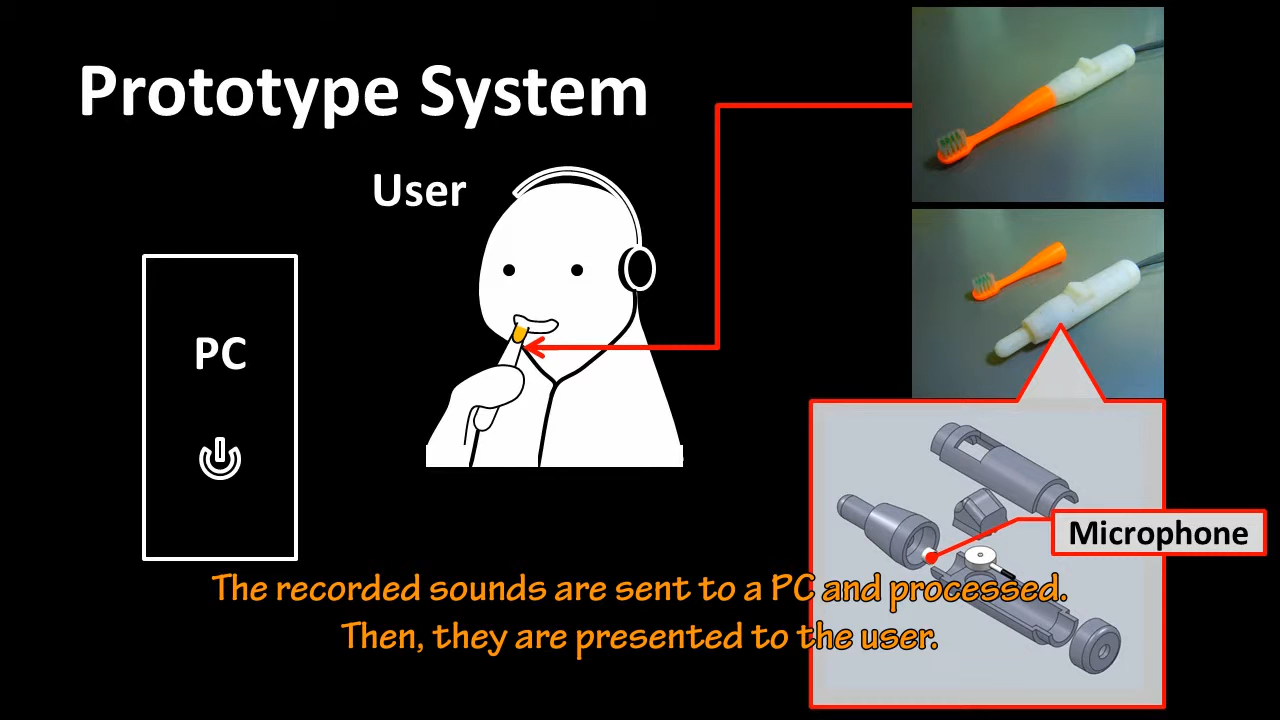 Prototype System
User
PC
Microphone
The recorded sounds are sent to a PC and processed.
Then, they are presented to the user.